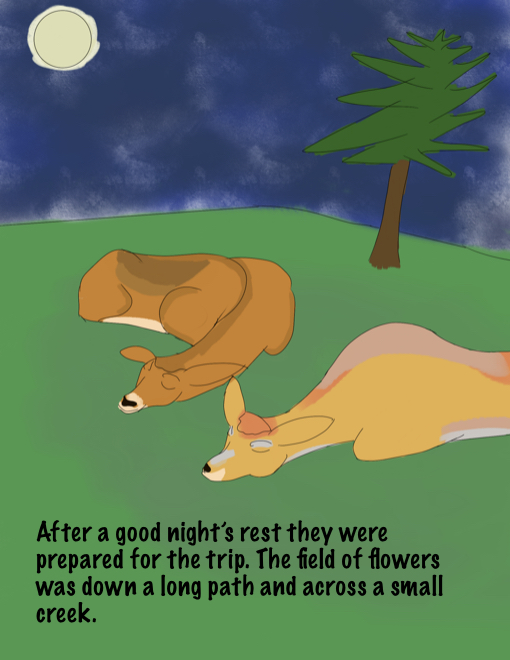 After a good night's rest they were
prepared for the trip. The field of flowers
was down a long path and across a small
creek.